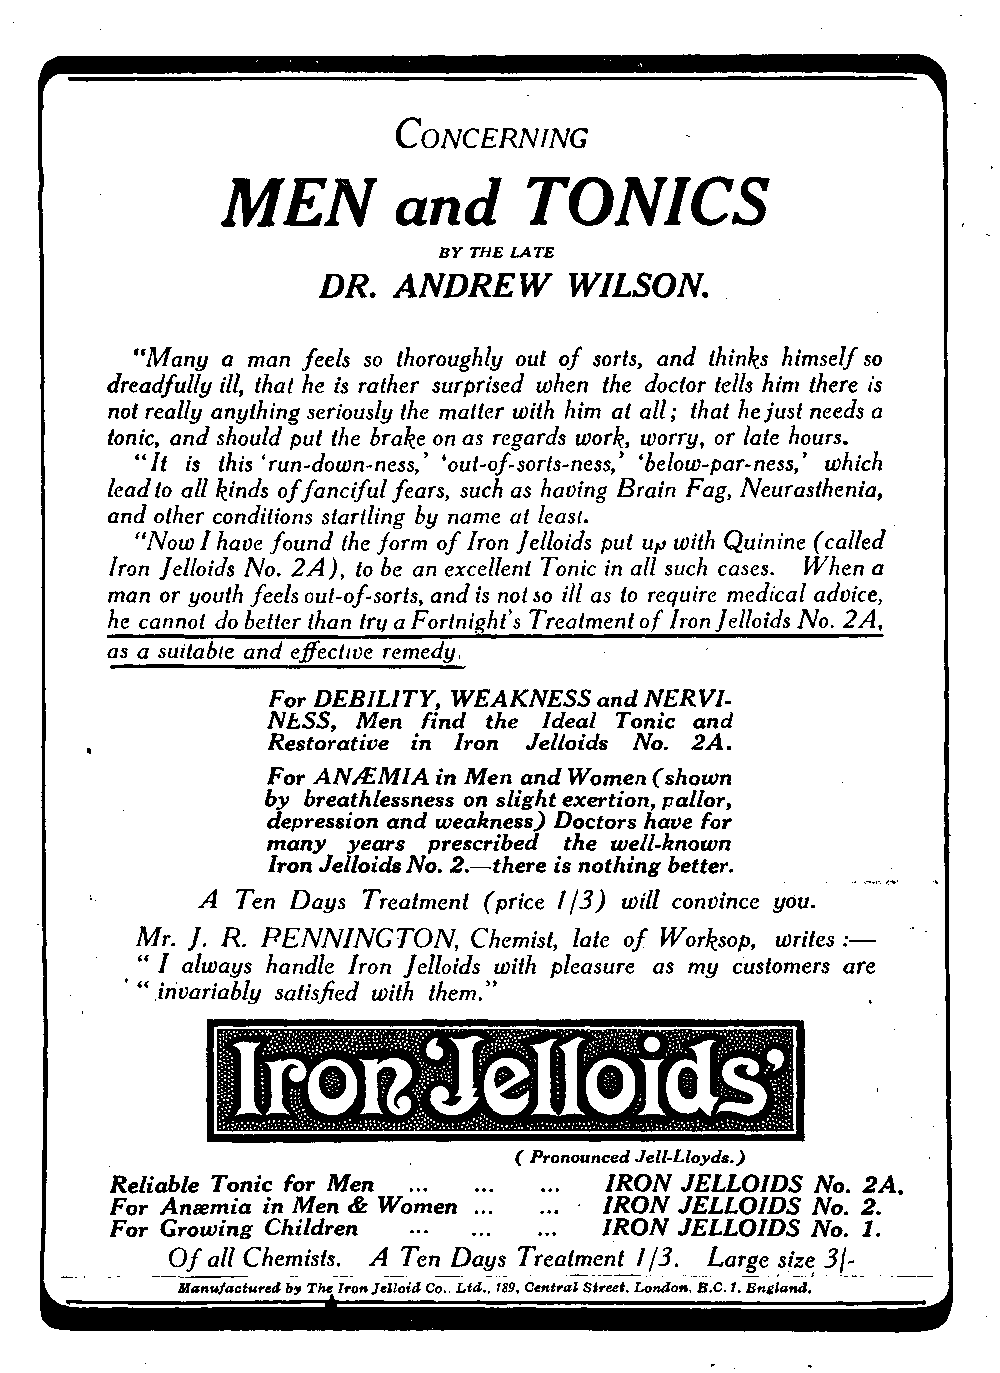 CONCERNING
MEN and TONICS
BY THE LATE
DR. ANDREW WILSON.
"Many a man feels so thoroughly out of sorts, and thinks himself so
dreadfully ill, that he is rather surprised when the doctor tells him there is
not really anything seriously the matter with him at all; that he just needs a
tonic, and should put the brake on as regards work, worry, or late hours.
"It is this 'run-down-ness,' 'out-of-sorts-ness,' 'below-par-ness,' which
lead to all kinds of fanciful fears, such as having Brain Fag, Neurasthenia,
and other conditions startling by name at least.
"Now I have found the form of Iron Jelloids put up with Quinine (called
Iron Jelloids No. 2A), to be an excellent Tonic in all such cases. When a
man or youth feels out-of-sorts, and is not so ill as to require medical advice,
he cannot do better than try a Fortnight's Treatment of Iron Jelloids No. 2A,
as a suitable and effective remedy.
For DEBILITY, WEAKNESS and NERVI-
NESS, Men find the Ideal Tonic and
Restorative in Iron Jelloids No. 2A.
For ANÆMIA in Men and Women (shown
by breathlessness on slight exertion, pallor,
depression and weakness) Doctors have for
many years prescribed the well-known
Iron Jelloids No. 2.—there is nothing better.
A Ten Days Treatment (price 1/3) will convince you.
Mr. J. R. PENNINGTON, Chemist, late of Worksop, writes :—
" I always handle Iron Jelloids with pleasure as my customers are
" invariably satisfied with them."
Iron 'Jelloids'
( Pronounced Jell-Lloyds.)
Reliable Tonic for Men ... ... ... IRON JELLOIDS No. 2A.
For Anæmia in Men & Women ... ... IRON JELLOIDS No. 2.
For Growing Children ... ... ... IRON JELLOIDS No. 1.
Of all Chemists. A Ten Days Treatment 1/3. Large size 3/-
Manufactured by The Iron Jelloid Co., Ltd., 189, Central Street, London, E.C. 1. England.